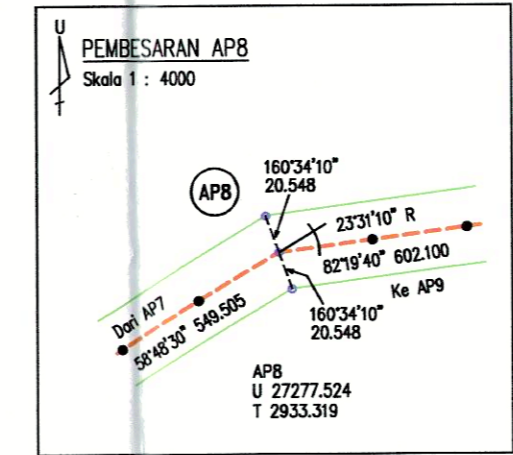 U
PEMBESARAN AP8
Skala 1 : 4000
160°34'10"
20.548
AP8
23°31'10" R
82°19'40" 602.100
Dari AP7
58°48'30" 549.505
Ke AP9
160°34'10"
20.548
AP8
U 27277.524
T 2933.319